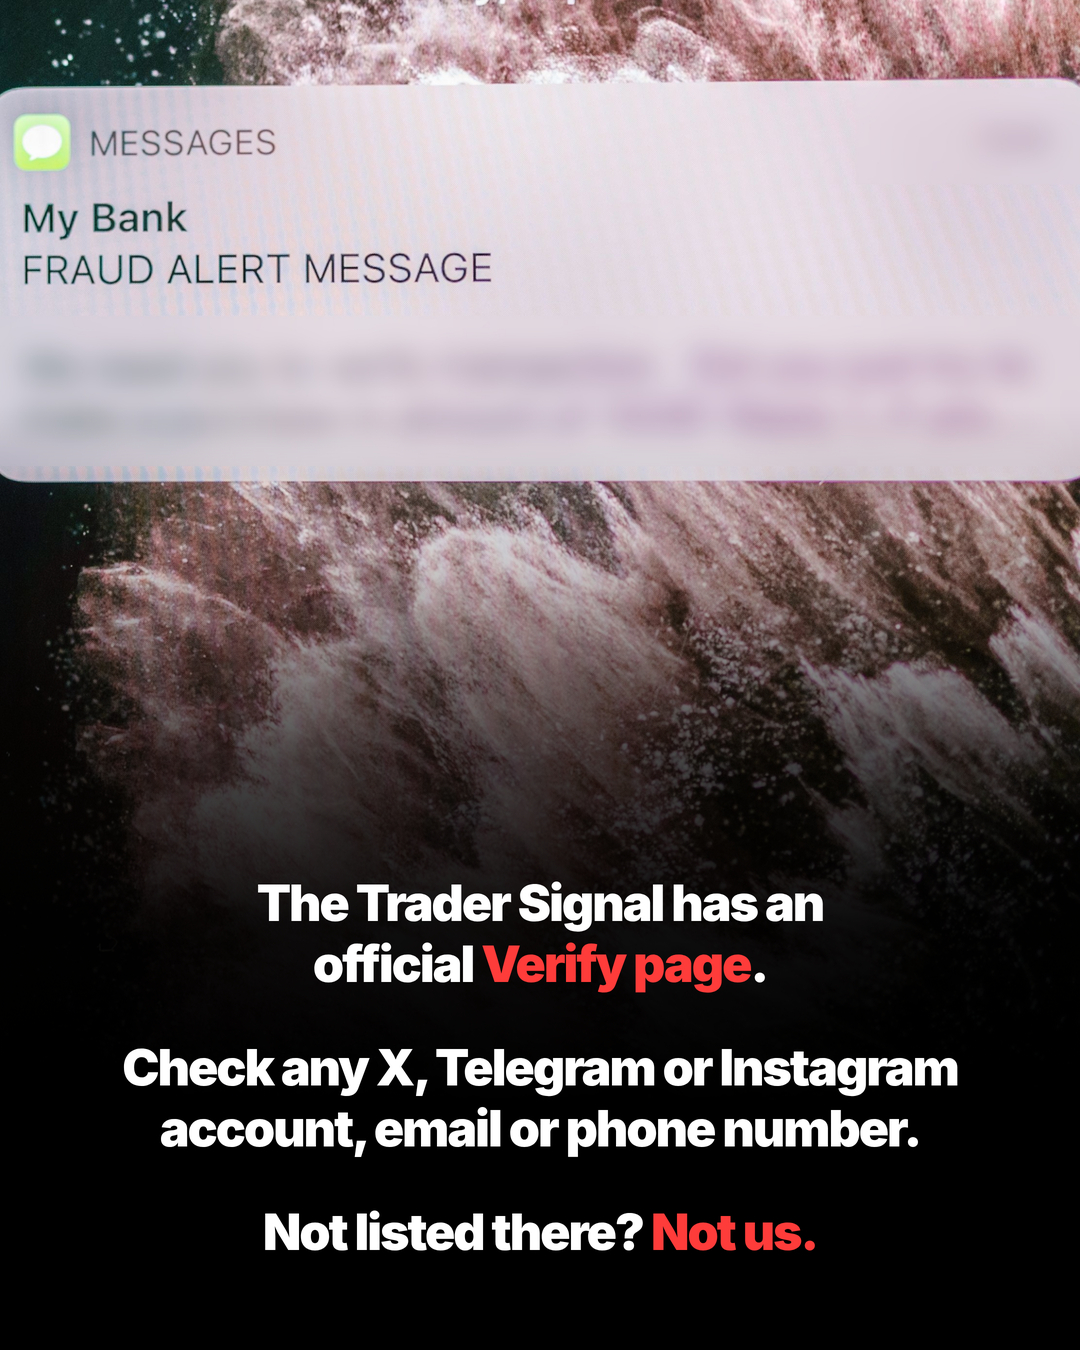 MESSAGES
My Bank
FRAUD ALERT MESSAGE
The Trader Signal has an
official Verify page.
Check any X, Telegram or Instagram
account, email or phone number.
Not listed there? Not us.